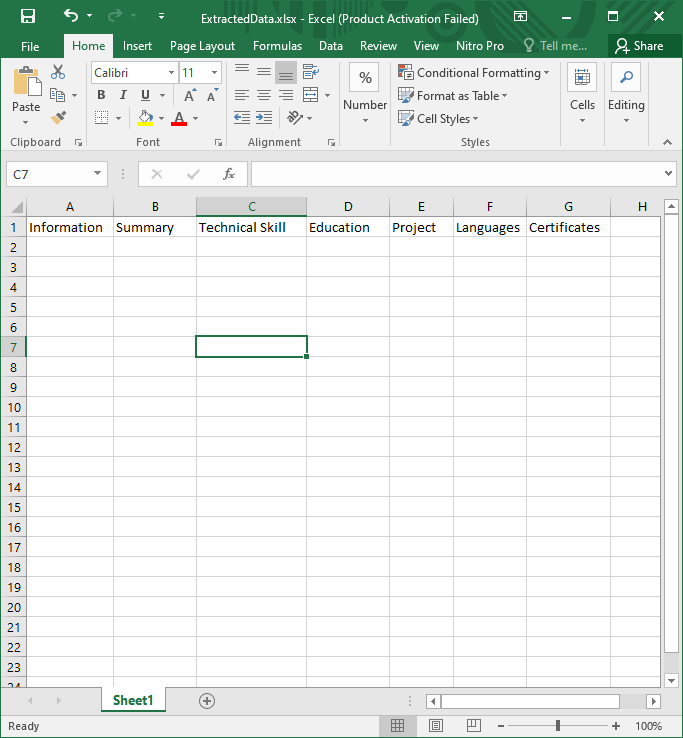 ExtractedData.xlsx - Excel (Product Activation Failed)
File Home Insert Page Layout Formulas Data Review View Nitro Pro Tell me... Share
Calibri 11
Conditional Formatting
Paste
B I U A A
% Number
Format as Table
Cells Editing
A
Cell Styles
Clipboard Font Alignment Styles
C7 fx
A B C D E F G H
1 Information Summary Technical Skill Education Project Languages Certificates
2
3
4
5
6
7
8
9
10
11
12
13
14
15
16
17
18
19
20
21
22
23
24
Sheet1
Ready 100%